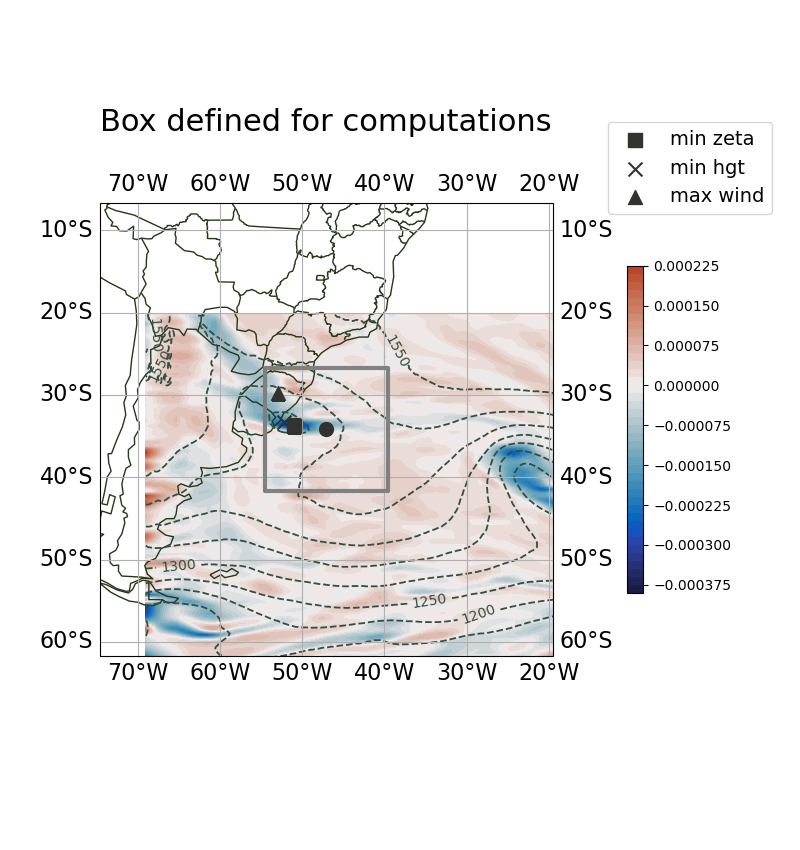 Box defined for computations
min zeta
min hgt
max wind
70°W 60°W 50°W 40°W 30°W 20°W
10°S 10°S
20°S 20°S
30°S 30°S
40°S 40°S
50°S 50°S
60°S 60°S
70°W 60°W 50°W 40°W 30°W 20°W
1550
1550
1550
1300
1250
1200
0.000225
0.000150
0.000075
0.000000
−0.000075
−0.000150
−0.000225
−0.000300
−0.000375